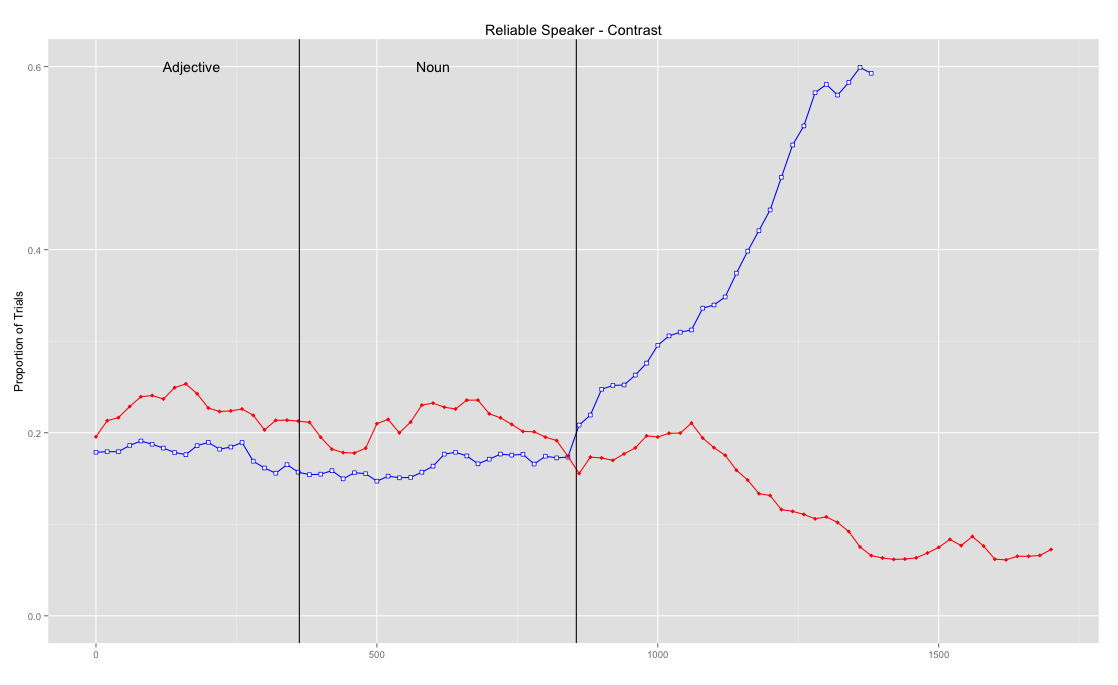 Reliable Speaker - Contrast
Adjective
Noun
Proportion of Trials
0.6
0.4
0.2
0.0
0
500
1000
1500